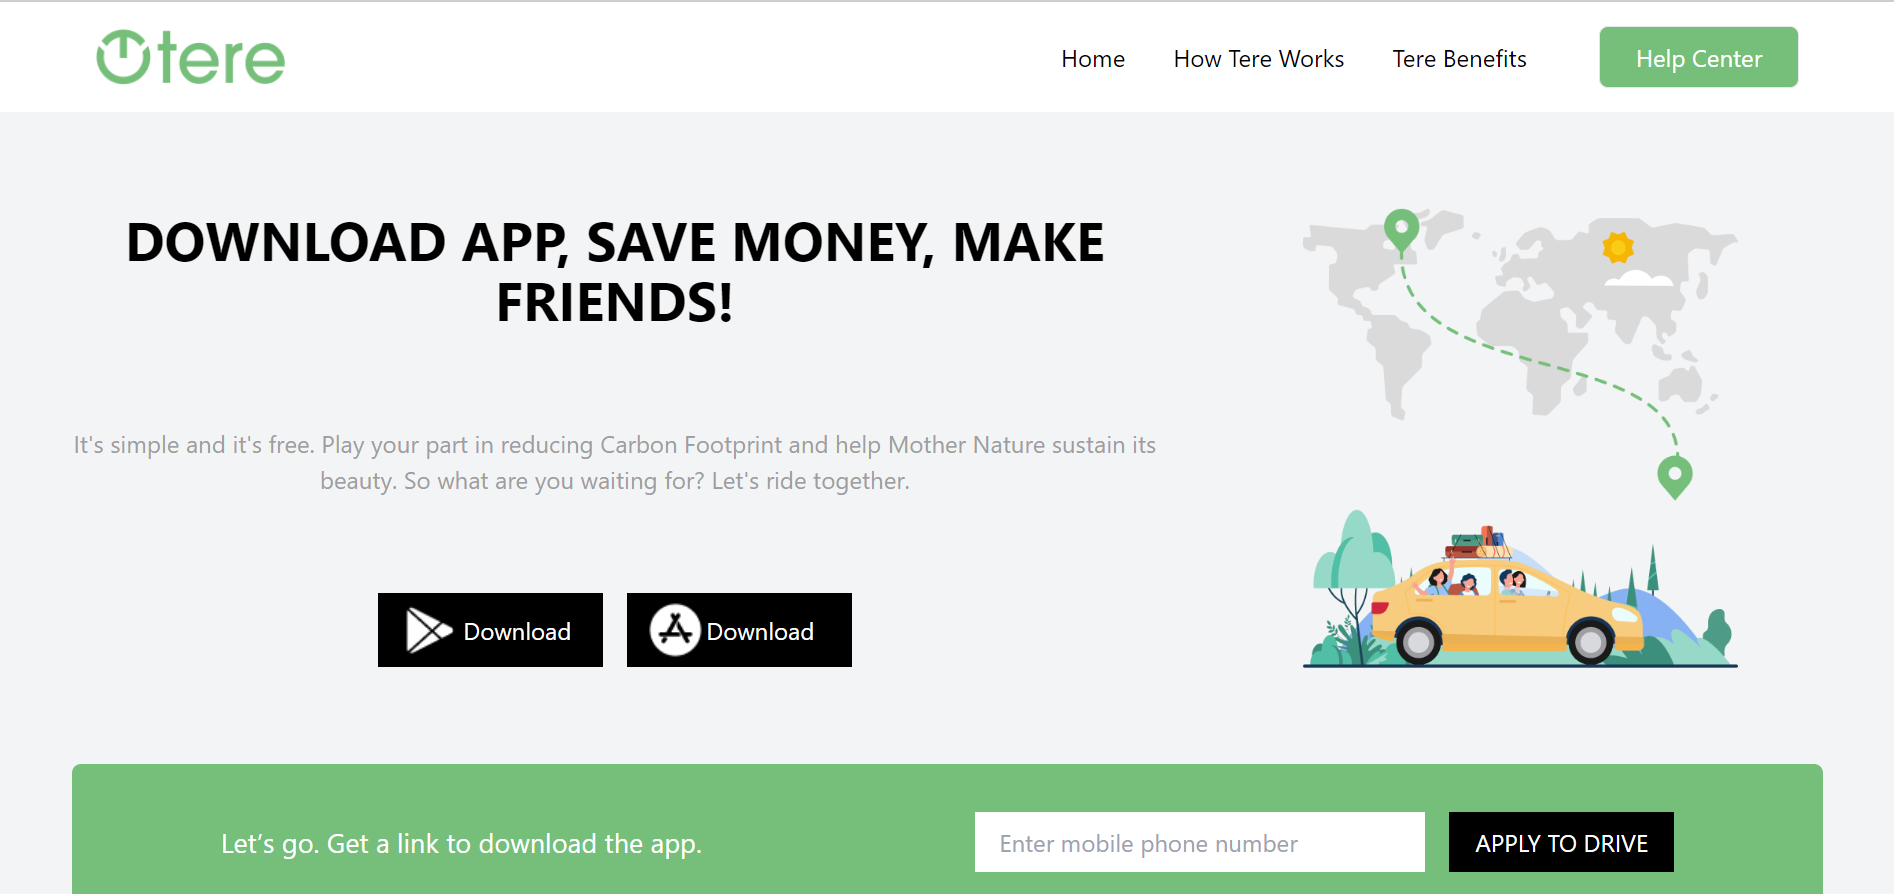 tere
Home
How Tere Works
Tere Benefits
Help Center
DOWNLOAD APP, SAVE MONEY, MAKE
FRIENDS!
It's simple and it's free. Play your part in reducing Carbon Footprint and help Mother Nature sustain its
beauty. So what are you waiting for? Let's ride together.
Download
Download
Let’s go. Get a link to download the app.
Enter mobile phone number
APPLY TO DRIVE